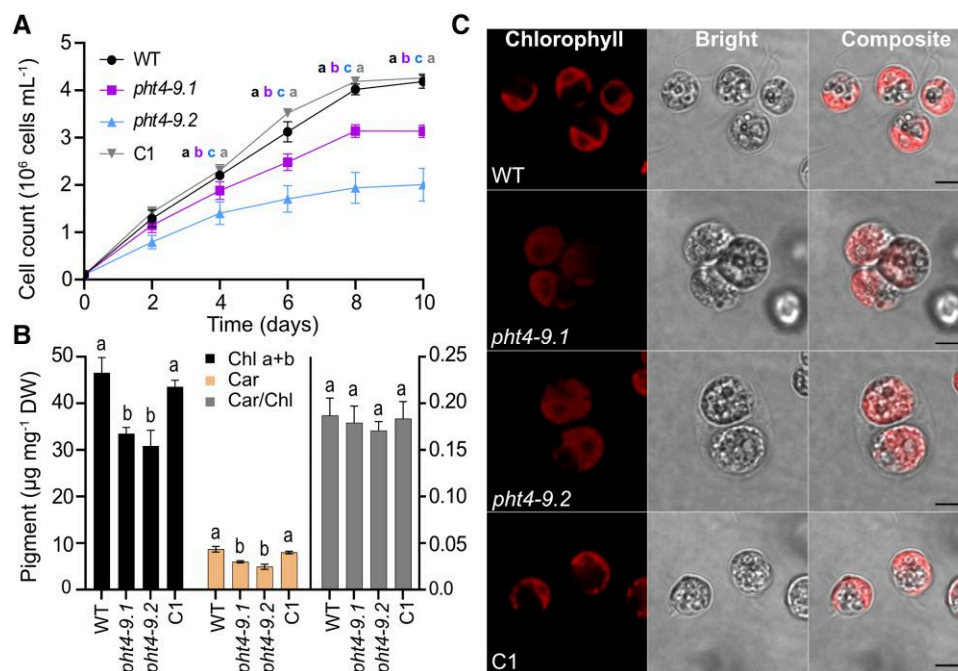 A
Cell count (10⁶ cells mL⁻¹)
5
4
3
2
1
0
WT
pht4-9.1
pht4-9.2
C1
a b c a
a b c a
a b c a
a b c a
0 2 4 6 8 10
Time (days)
B
Pigment (µg mg⁻¹ DW)
50
40
30
20
10
0
Chl a+b
Car
Car/Chl
a b b a
a b b a
a a a a
0.25
0.20
0.15
0.10
0.05
0.0
WT pht4-9.1 pht4-9.2 C1
WT pht4-9.1 pht4-9.2 C1
WT pht4-9.1 pht4-9.2 C1
C
Chlorophyll Bright Composite
WT
pht4-9.1
pht4-9.2
C1